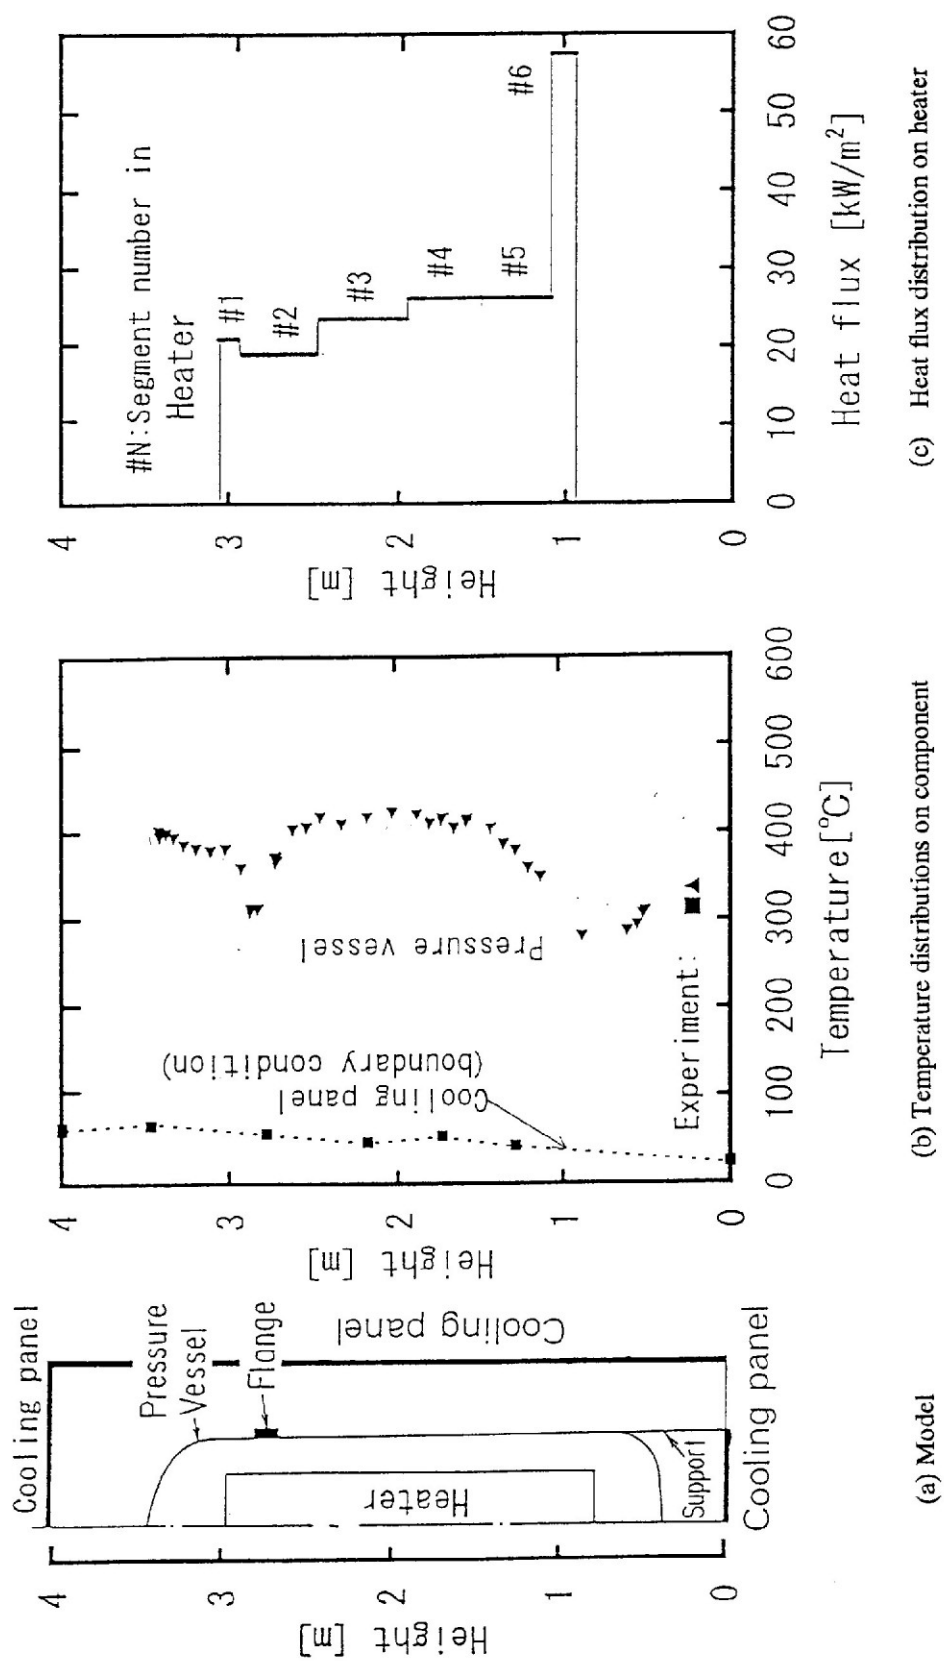 Cooling panel
Pressure
Vessel
Flange
Cooling panel
Heater
Support
Cooling panel
4
3
2
1
0
Height [m]
(a) Model
4
3
2
1
0
Height [m]
Cooling panel
(boundary condition)
Pressure vessel
Experiment:
0
100
200
300
400
500
600
Temperature[°C]
(b) Temperature distributions on component
#N:Segment number in
Heater
#1
#2
#3
#4
#5
#6
4
3
2
1
0
Height [m]
0
10
20
30
40
50
60
Heat flux [kW/m²]
(c) Heat flux distribution on heater